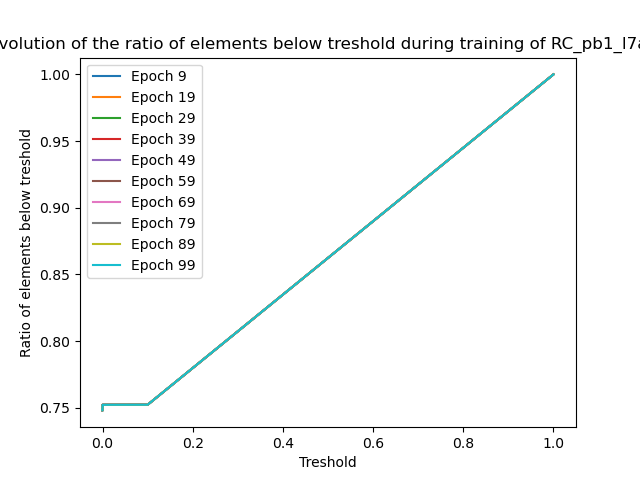 volution of the ratio of elements below treshold during training of RC_pb1_l7a
Epoch 9
Epoch 19
Epoch 29
Epoch 39
Epoch 49
Epoch 59
Epoch 69
Epoch 79
Epoch 89
Epoch 99
Ratio of elements below treshold
1.00
0.95
0.90
0.85
0.80
0.75
0.0 0.2 0.4 0.6 0.8 1.0
Treshold